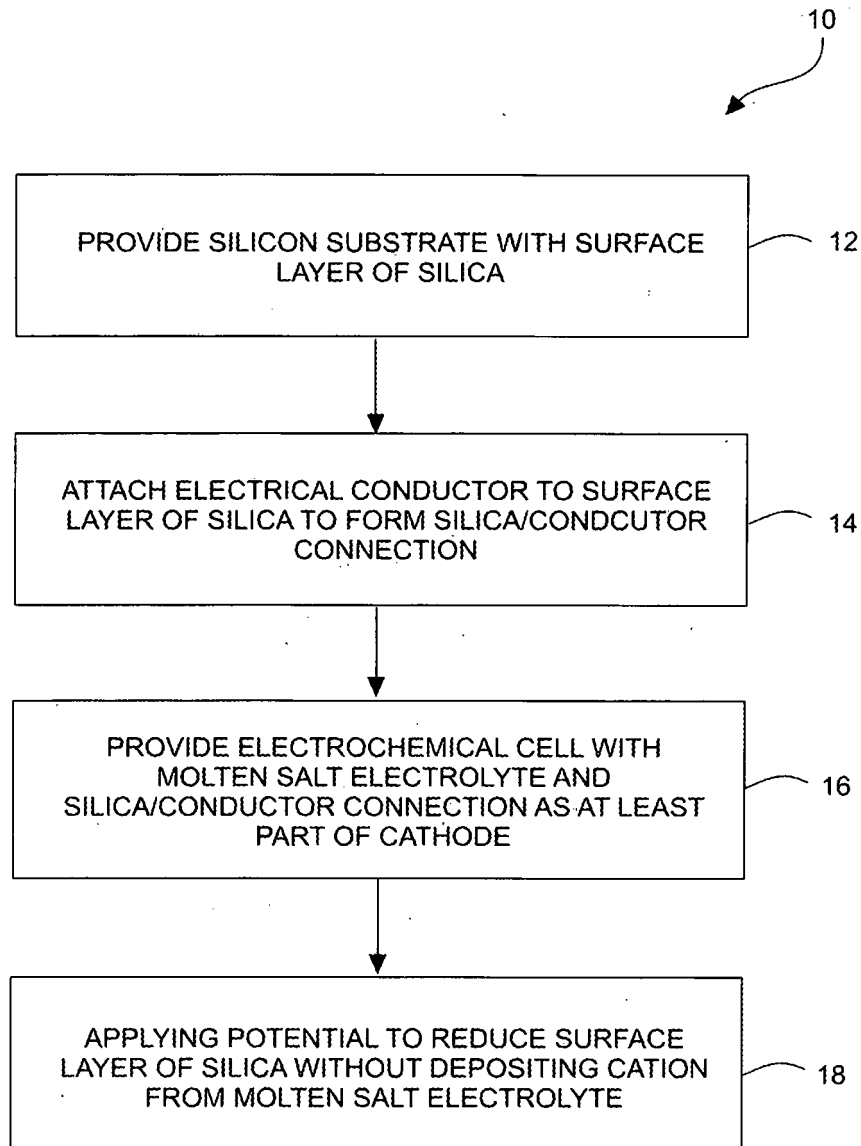 10
PROVIDE SILICON SUBSTRATE WITH SURFACE
LAYER OF SILICA
12
ATTACH ELECTRICAL CONDUCTOR TO SURFACE
LAYER OF SILICA TO FORM SILICA/CONDCUTOR
CONNECTION
14
PROVIDE ELECTROCHEMICAL CELL WITH
MOLTEN SALT ELECTROLYTE AND
SILICA/CONDUCTOR CONNECTION AS AT LEAST
PART OF CATHODE
16
APPLYING POTENTIAL TO REDUCE SURFACE
LAYER OF SILICA WITHOUT DEPOSITING CATION
FROM MOLTEN SALT ELECTROLYTE
18